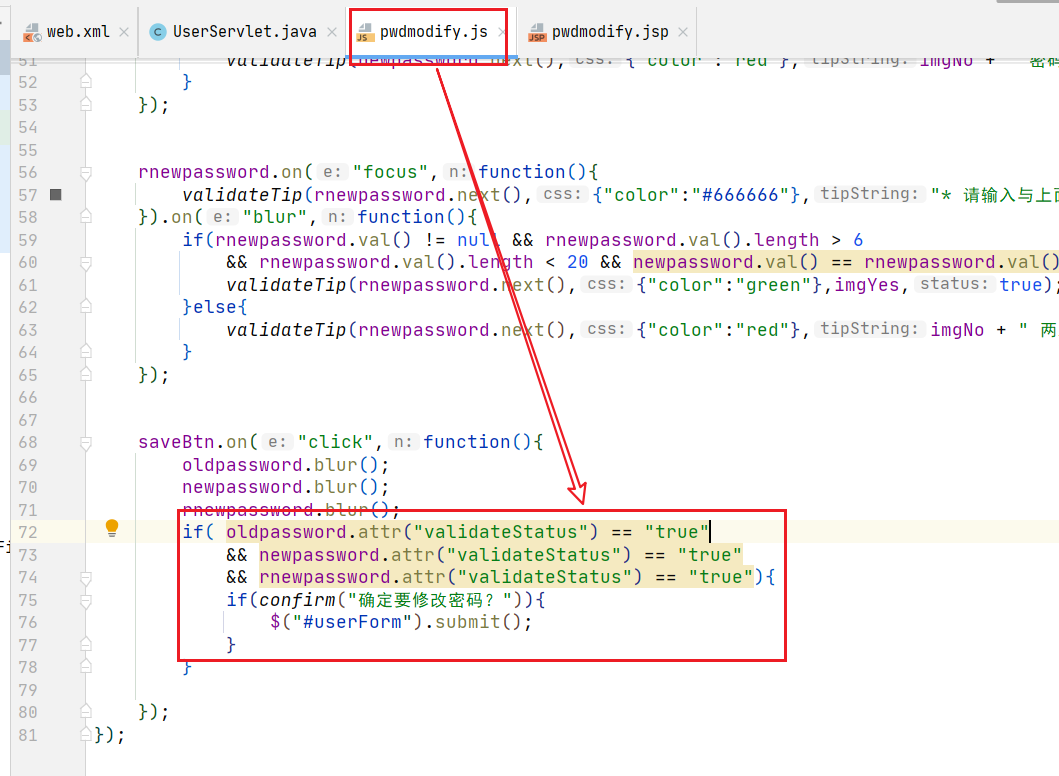 web.xml UserServlet.java pwdmodify.js pwdmodify.jsp
51 validateTip(newpassword.next(), css: {"color":"red"}, tipString: imgNo + " 密码
52 }
53 });
54
55
56 rnewpassword.on( e: "focus", n: function(){
57 validateTip(rnewpassword.next(), css: {"color":"#666666"}, tipString: "* 请输入与上面
58 }).on( e: "blur", n: function(){
59 if(rnewpassword.val() != null && rnewpassword.val().length > 6
60 && rnewpassword.val().length < 20 && newpassword.val() == rnewpassword.val()
61 validateTip(rnewpassword.next(), css: {"color":"green"},imgYes, status: true);
62 }else{
63 validateTip(rnewpassword.next(), css: {"color":"red"}, tipString: imgNo + " 两
64 }
65 });
66
67
68 saveBtn.on( e: "click", n: function(){
69 oldpassword.blur();
70 newpassword.blur();
71 rnewpassword.blur();
72 if( oldpassword.attr("validateStatus") == "true"
73 && newpassword.attr("validateStatus") == "true"
74 && rnewpassword.attr("validateStatus") == "true"){
75 if(confirm("确定要修改密码？")){
76 $("#userForm").submit();
77 }
78 }
79
80 });
81 });